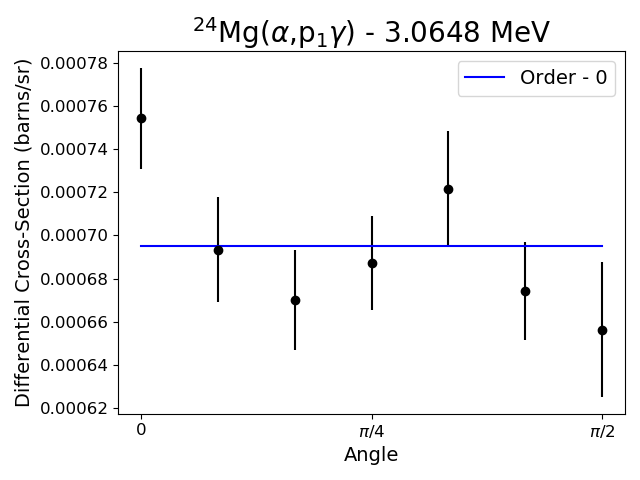 ²⁴Mg(α,p₁γ) - 3.0648 MeV
Order - 0
Differential Cross-Section (barns/sr)
0.00078
0.00076
0.00074
0.00072
0.00070
0.00068
0.00066
0.00064
0.00062
0 π/4 π/2
Angle